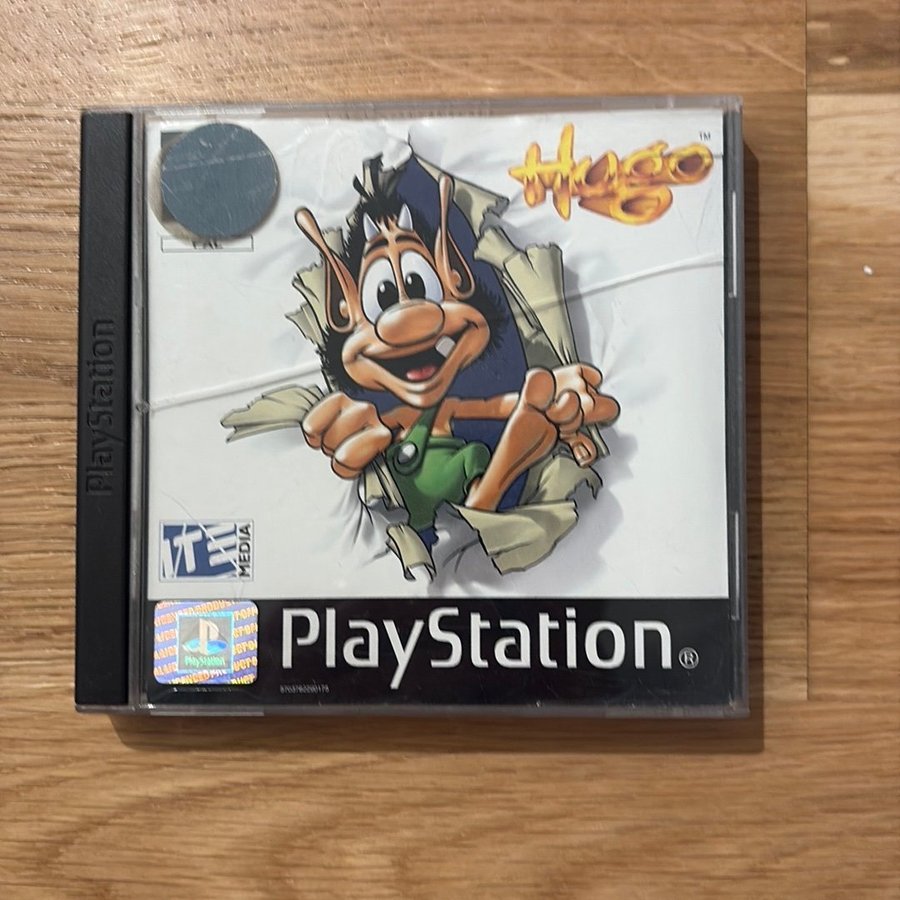 Hugo
TM
PAL
PlayStation
ITE
MEDIA
PlayStation
PlayStation®